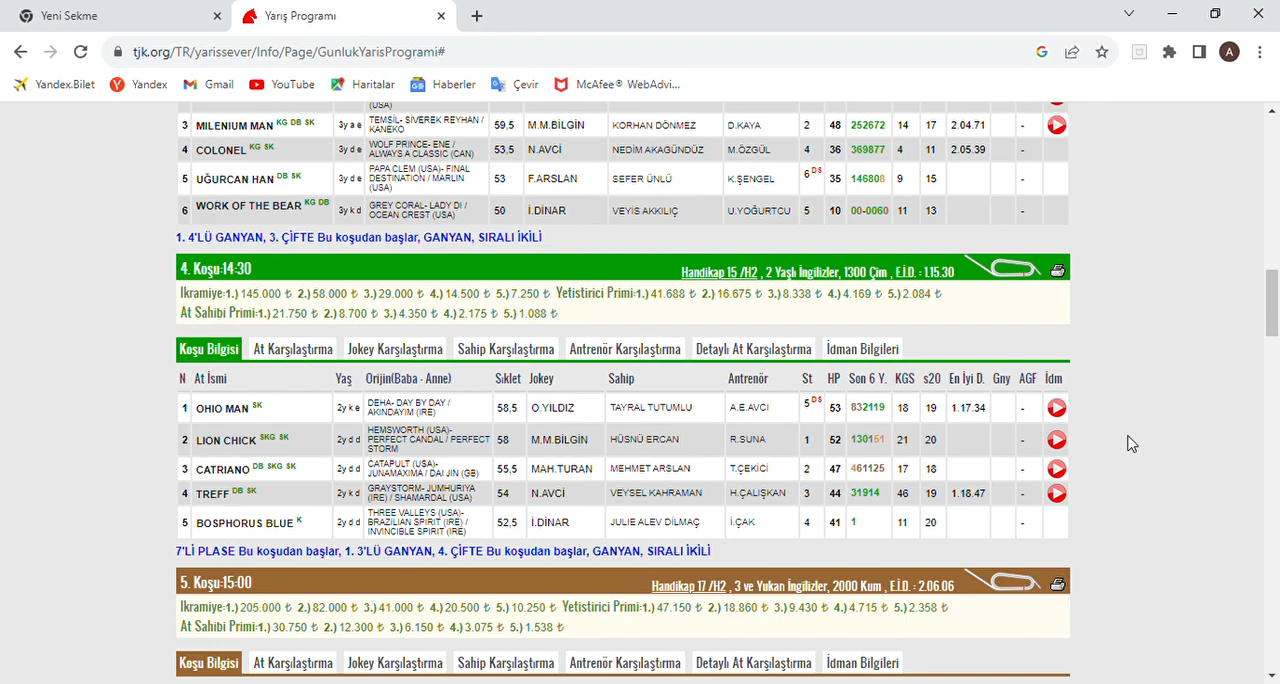 Yeni Sekme
Yarış Programı
tjk.org/TR/yarissever/Info/Page/GunlukYarisProgrami#
A
Yandex.Bilet Yandex Gmail YouTube Haritalar Haberler Çevir McAfee® WebAdvi...
(USA)
3 MILENIUM MAN KG DB SK 3y a e TEMSİL- SİVEREK REYHAN / KANEKO 59,5 M.M.BİLGİN KORHAN DÖNMEZ D.KAYA 2 48 252672 14 17 2.04.71 -
4 COLONEL KG SK 3y d e WOLF PRINCE- ENE / ALWAYS A CLASSIC (CAN) 53,5 N.AVCİ NEDİM AKAGÜNDÜZ M.ÖZGÜL 4 36 369877 4 11 2.05.39 -
5 UĞURCAN HAN DB SK 3y d e PAPA CLEM (USA)- FINAL DESTINATION / MARLIN (USA) 53 F.ARSLAN SEFER ÜNLÜ K.ŞENGEL 6 DS 35 146808 9 15 -
6 WORK OF THE BEAR KG DB 3y k d GREY CORAL- LADY DI / OCEAN CREST (USA) 50 İ.DİNAR VEYİS AKKILIÇ U.YOĞURTCU 5 10 00-0060 11 13 -
1. 4'LÜ GANYAN, 3. ÇİFTE Bu koşudan başlar, GANYAN, SIRALI İKİLİ
4. Koşu:14:30 Handikap 15 /H2 , 2 Yaşlı İngilizler, 1300 Çim , E.İ.D. : 1.15.30
İkramiye:1.) 145.000 ₺ 2.) 58.000 ₺ 3.) 29.000 ₺ 4.) 14.500 ₺ 5.) 7.250 ₺ Yetistirici Primi:1.) 41.688 ₺ 2.) 16.675 ₺ 3.) 8.338 ₺ 4.) 4.169 ₺ 5.) 2.084 ₺
At Sahibi Primi:1.) 21.750 ₺ 2.) 8.700 ₺ 3.) 4.350 ₺ 4.) 2.175 ₺ 5.) 1.088 ₺
Koşu Bilgisi At Karşılaştırma Jokey Karşılaştırma Sahip Karşılaştırma Antrenör Karşılaştırma Detaylı At Karşılaştırma İdman Bilgileri
N At İsmi Yaş Orijin(Baba - Anne) Sıklet Jokey Sahip Antrenör St HP Son 6 Y. KGS s20 En İyi D. Gny AGF İdm
1 OHIO MAN SK 2y k e DEHA- DAY BY DAY / AKINDAYIM (IRE) 58,5 O.YILDIZ TAYRAL TUTUMLU A.E.AVCI 5 DS 53 832119 18 19 1.17.34 -
2 LION CHICK SKG SK 2y d d HEMSWORTH (USA)- PERFECT CANDAL / PERFECT STORM 58 M.M.BİLGİN HÜSNÜ ERCAN R.SUNA 1 52 130151 21 20 -
3 CATRIANO DB SKG SK 2y d d CATAPULT (USA)- JUNAMAXIMA / DAI JIN (GB) 55,5 MAH.TURAN MEHMET ARSLAN T.ÇEKİCİ 2 47 461125 17 18 -
4 TREFF DB SK 2y k d GRAYSTORM- JUMHURIYA (IRE) / SHAMARDAL (USA) 54 N.AVCİ VEYSEL KAHRAMAN H.ÇALIŞKAN 3 44 31914 46 19 1.18.47 -
5 BOSPHORUS BLUE K 2y d d THREE VALLEYS (USA)- BRAZILIAN SPIRIT (IRE) / INVINCIBLE SPIRIT (IRE) 52,5 İ.DİNAR JULIE ALEV DİLMAÇ İ.ÇAK 4 41 1 11 20 -
7'Lİ PLASE Bu koşudan başlar, 1. 3'LÜ GANYAN, 4. ÇİFTE Bu koşudan başlar, GANYAN, SIRALI İKİLİ
5. Koşu:15:00 Handikap 17 /H2 , 3 ve Yukarı İngilizler, 2000 Kum , E.İ.D. : 2.06.06
İkramiye:1.) 205.000 ₺ 2.) 82.000 ₺ 3.) 41.000 ₺ 4.) 20.500 ₺ 5.) 10.250 ₺ Yetistirici Primi:1.) 47.150 ₺ 2.) 18.860 ₺ 3.) 9.430 ₺ 4.) 4.715 ₺ 5.) 2.358 ₺
At Sahibi Primi:1.) 30.750 ₺ 2.) 12.300 ₺ 3.) 6.150 ₺ 4.) 3.075 ₺ 5.) 1.538 ₺
Koşu Bilgisi At Karşılaştırma Jokey Karşılaştırma Sahip Karşılaştırma Antrenör Karşılaştırma Detaylı At Karşılaştırma İdman Bilgileri